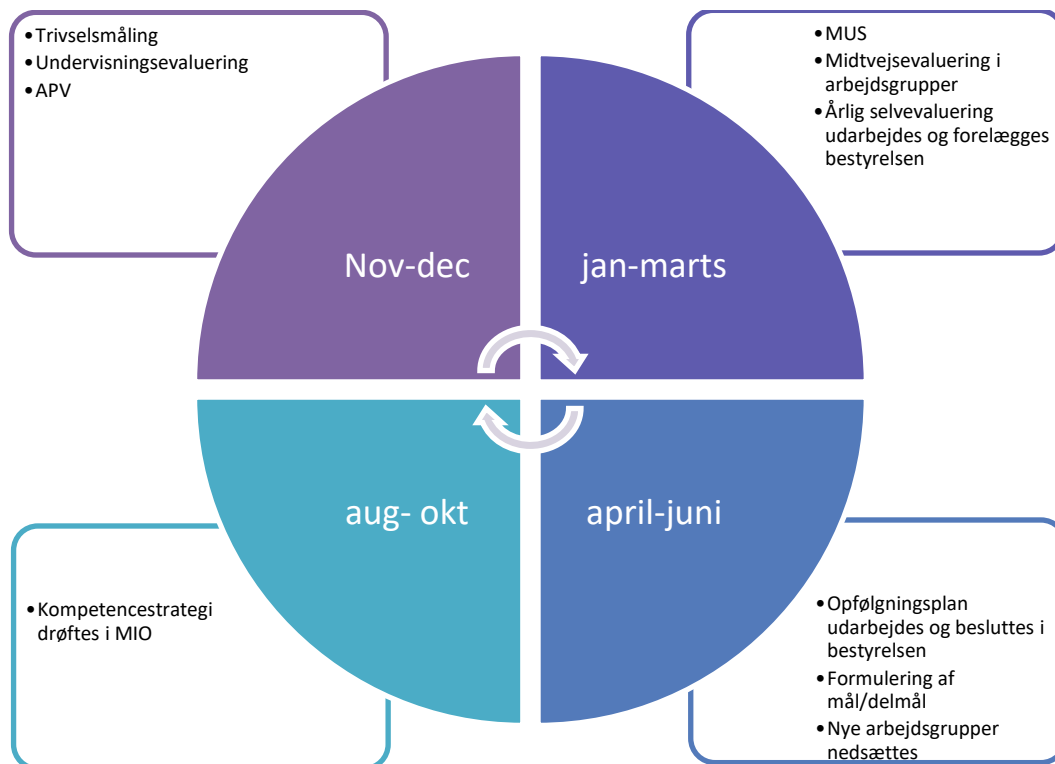 •Trivselsmåling
•Undervisningsevaluering
•APV
•MUS
•Midtvejsevaluering i
arbejdsgrupper
•Årlig selvevaluering
udarbejdes og forelægges
bestyrelsen
Nov-dec
jan-marts
aug- okt
april-juni
•Kompetencestrategi
drøftes i MIO
•Opfølgningsplan
udarbejdes og besluttes i
bestyrelsen
•Formulering af
mål/delmål
•Nye arbejdsgrupper
nedsættes